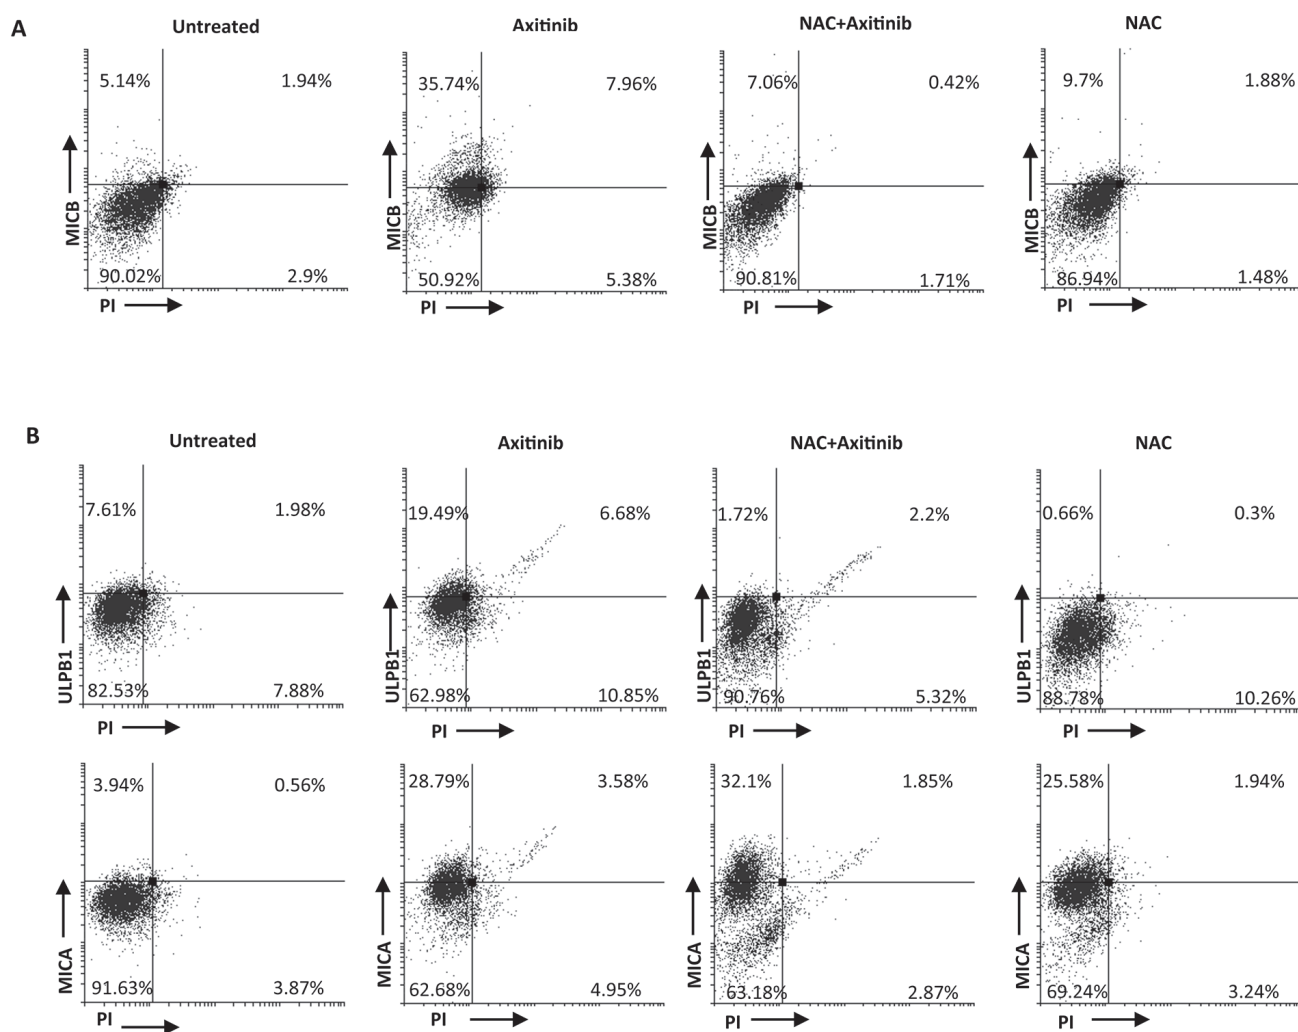 A
Untreated Axitinib NAC+Axitinib NAC
5.14% 1.94% 35.74% 7.96% 7.06% 0.42% 9.7% 1.88%
MICB MICB MICB MICB
90.02% 2.9% 50.92% 5.38% 90.81% 1.71% 86.94% 1.48%
PI PI PI PI
B
Untreated Axitinib NAC+Axitinib NAC
7.61% 1.98% 19.49% 6.68% 1.72% 2.2% 0.66% 0.3%
ULPB1 ULPB1 ULPB1 ULPB1
82.53% 7.88% 62.98% 10.85% 90.76% 5.32% 88.78% 10.26%
PI PI PI PI
3.94% 0.56% 28.79% 3.58% 32.1% 1.85% 25.58% 1.94%
MICA MICA MICA MICA
91.63% 3.87% 62.68% 4.95% 63.18% 2.87% 69.24% 3.24%
PI PI PI PI